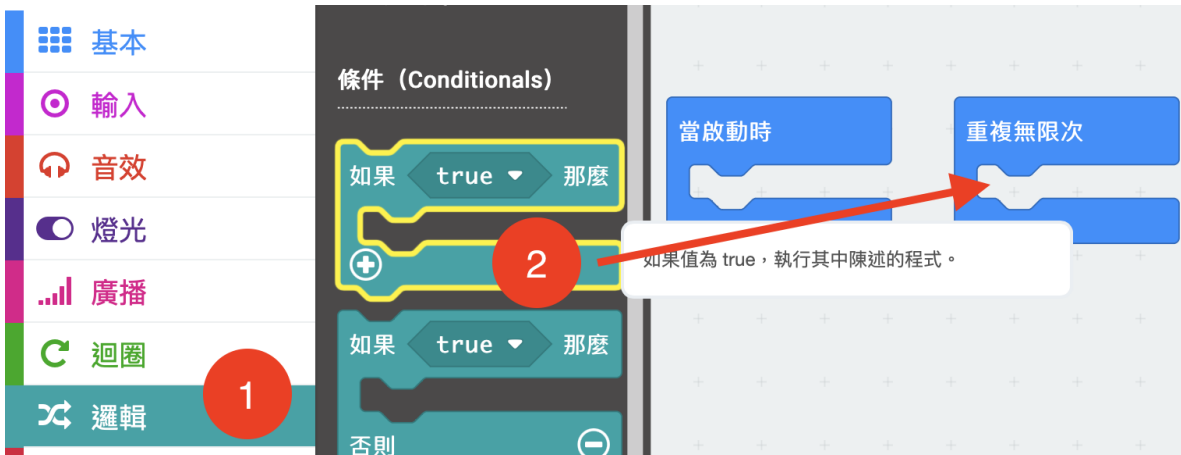 基本
輸入
音效
燈光
廣播
迴圈
邏輯
1
條件（Conditionals）
如果 true 那麼
2
如果 true 那麼
否則
當啟動時
重複無限次
如果值為 true，執行其中陳述的程式。